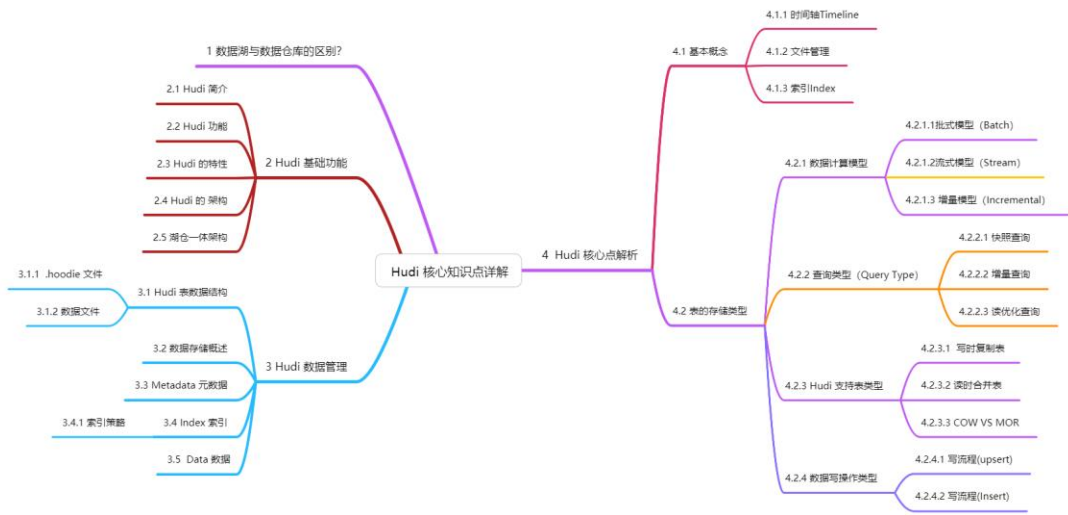 Hudi 核心知识点详解
1 数据湖与数据仓库的区别?
2 Hudi 基础功能
2.1 Hudi 简介
2.2 Hudi 功能
2.3 Hudi 的特性
2.4 Hudi 的 架构
2.5 湖仓一体架构
3 Hudi 数据管理
3.1 Hudi 表数据结构
3.1.1 .hoodie 文件
3.1.2 数据文件
3.2 数据存储概述
3.3 Metadata 元数据
3.4 Index 索引
3.4.1 索引策略
3.5 Data 数据
4 Hudi 核心点解析
4.1 基本概念
4.1.1 时间轴Timeline
4.1.2 文件管理
4.1.3 索引Index
4.2 表的存储类型
4.2.1 数据计算模型
4.2.1.1批式模型（Batch）
4.2.1.2流式模型（Stream）
4.2.1.3 增量模型（Incremental）
4.2.2 查询类型（Query Type）
4.2.2.1 快照查询
4.2.2.2 增量查询
4.2.2.3 读优化查询
4.2.3 Hudi 支持表类型
4.2.3.1 写时复制表
4.2.3.2 读时合并表
4.2.3.3 COW VS MOR
4.2.4 数据写操作类型
4.2.4.1 写流程(upsert)
4.2.4.2 写流程(Insert)